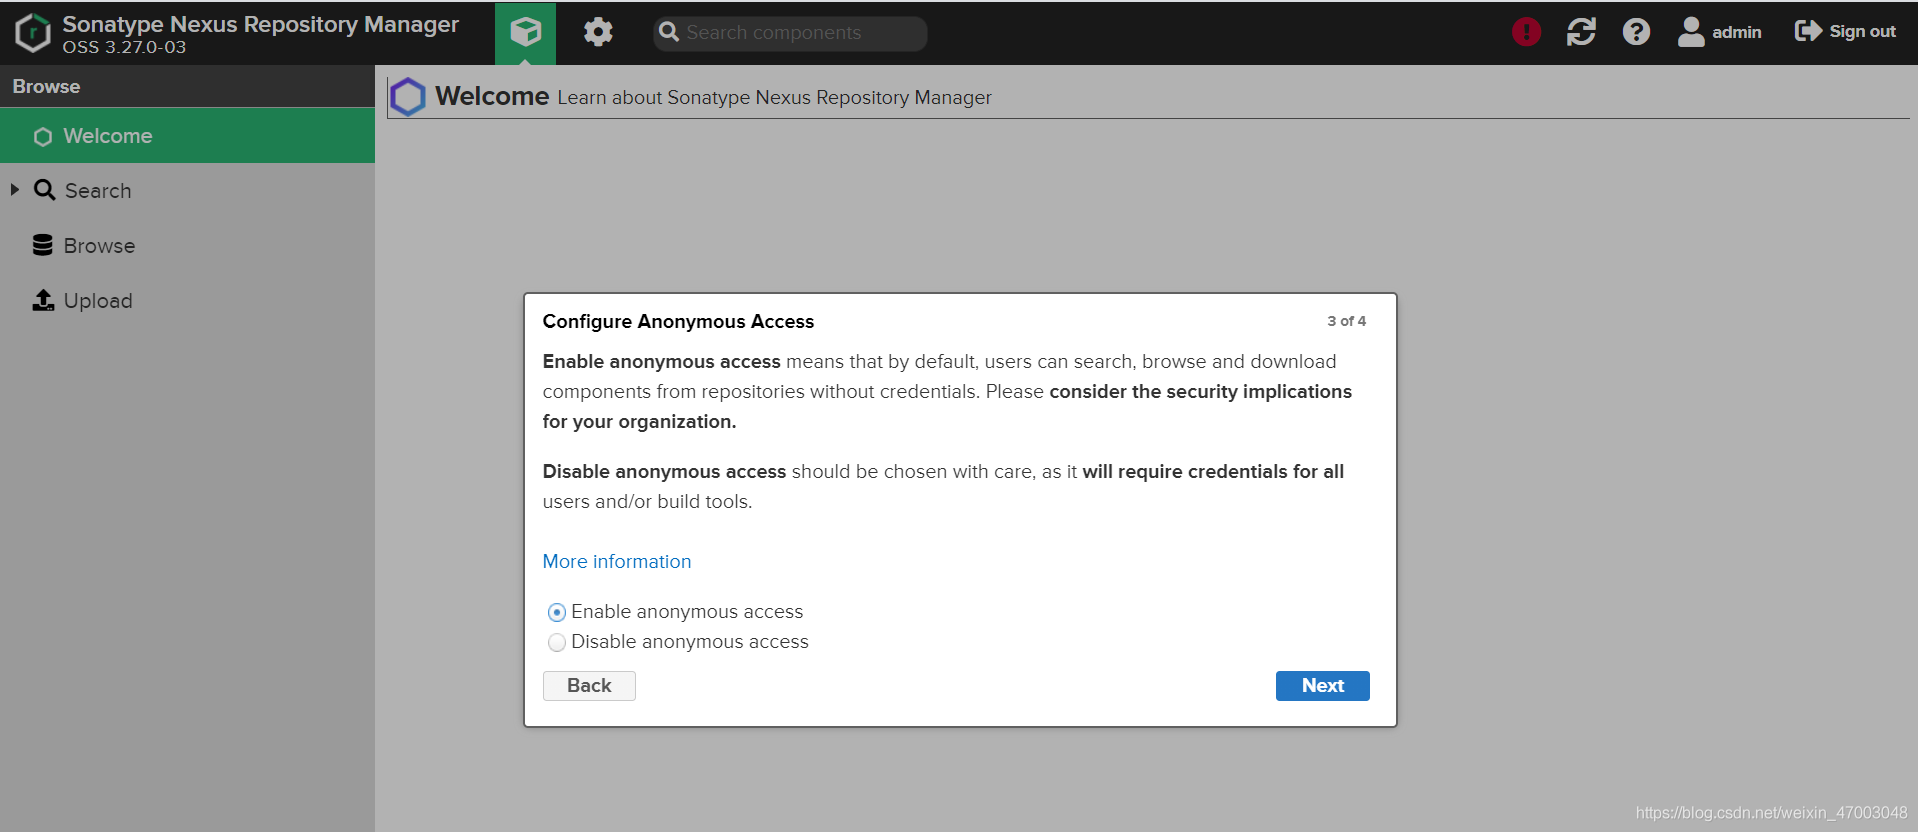 Sonatype Nexus Repository Manager
OSS 3.27.0-03
Search components
admin
Sign out
Browse
Welcome
Search
Browse
Upload
Welcome Learn about Sonatype Nexus Repository Manager
Configure Anonymous Access
3 of 4
Enable anonymous access means that by default, users can search, browse and download
components from repositories without credentials. Please consider the security implications
for your organization.
Disable anonymous access should be chosen with care, as it will require credentials for all
users and/or build tools.
More information
Enable anonymous access
Disable anonymous access
Back
Next
https://blog.csdn.net/weixin_47003048